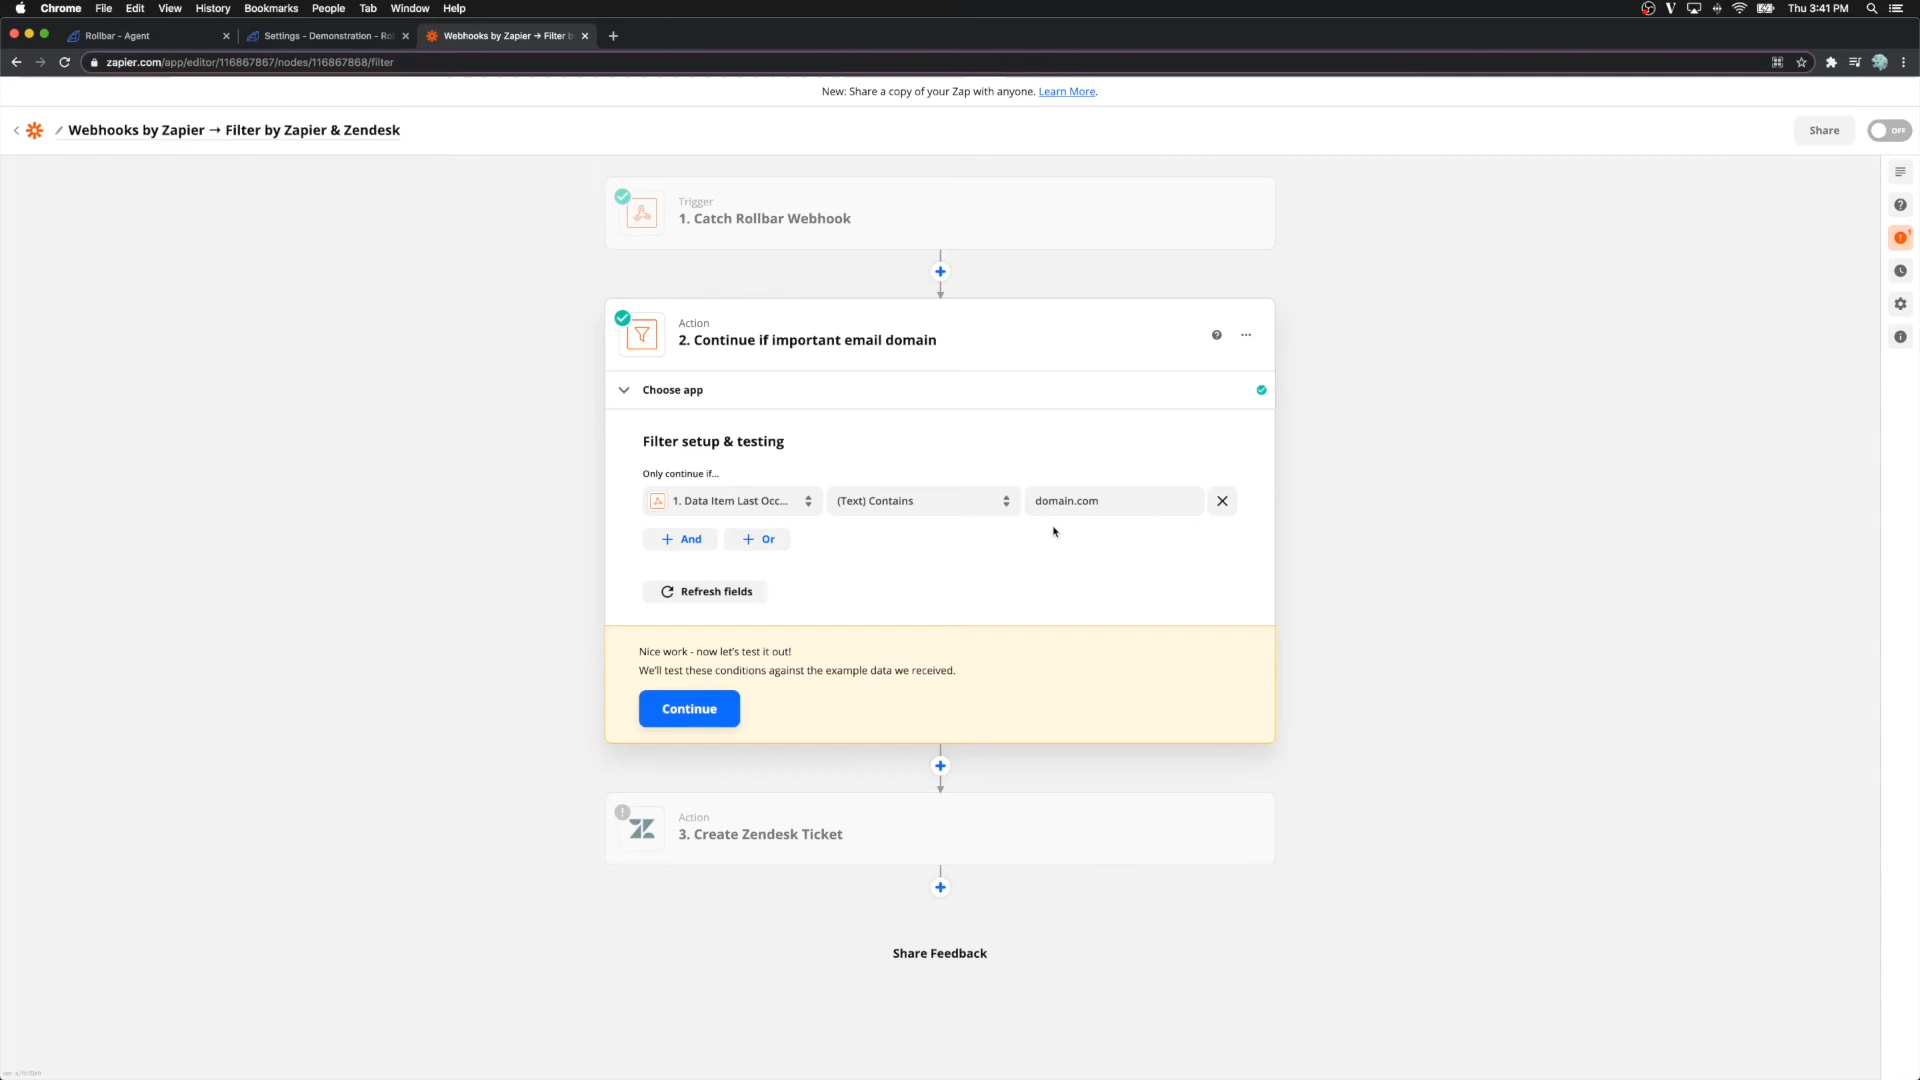 Chrome File Edit View History Bookmarks People Tab Window Help
Thu 3:41 PM
Rollbar - Agent
Settings - Demonstration - Ro
Webhooks by Zapier → Filter b
zapier.com/app/editor/116867867/nodes/116867868/filter
New: Share a copy of your Zap with anyone. Learn More.
Webhooks by Zapier → Filter by Zapier & Zendesk
Share
OFF
Trigger
1. Catch Rollbar Webhook
Action
2. Continue if important email domain
Choose app
Filter setup & testing
Only continue if...
1. Data Item Last Occ... (Text) Contains domain.com
+ And + Or
Refresh fields
Nice work - now let's test it out!
We'll test these conditions against the example data we received.
Continue
Action
3. Create Zendesk Ticket
Share Feedback